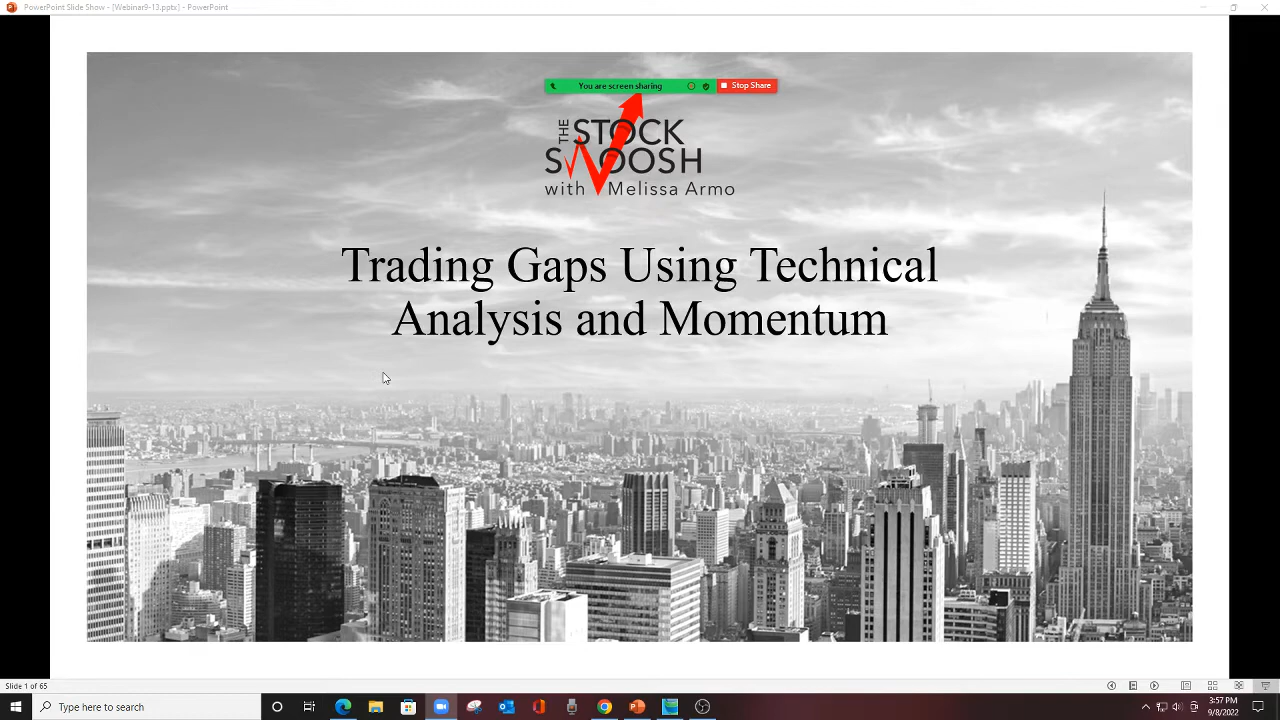 PowerPoint Slide Show - [Webinar9-13.pptx] - PowerPoint
You are screen sharing
Stop Share
THE STOCK
SWOOSH
with Melissa Armo
Trading Gaps Using Technical
Analysis and Momentum
Slide 1 of 65
Type here to search
3:57 PM
9/8/2022